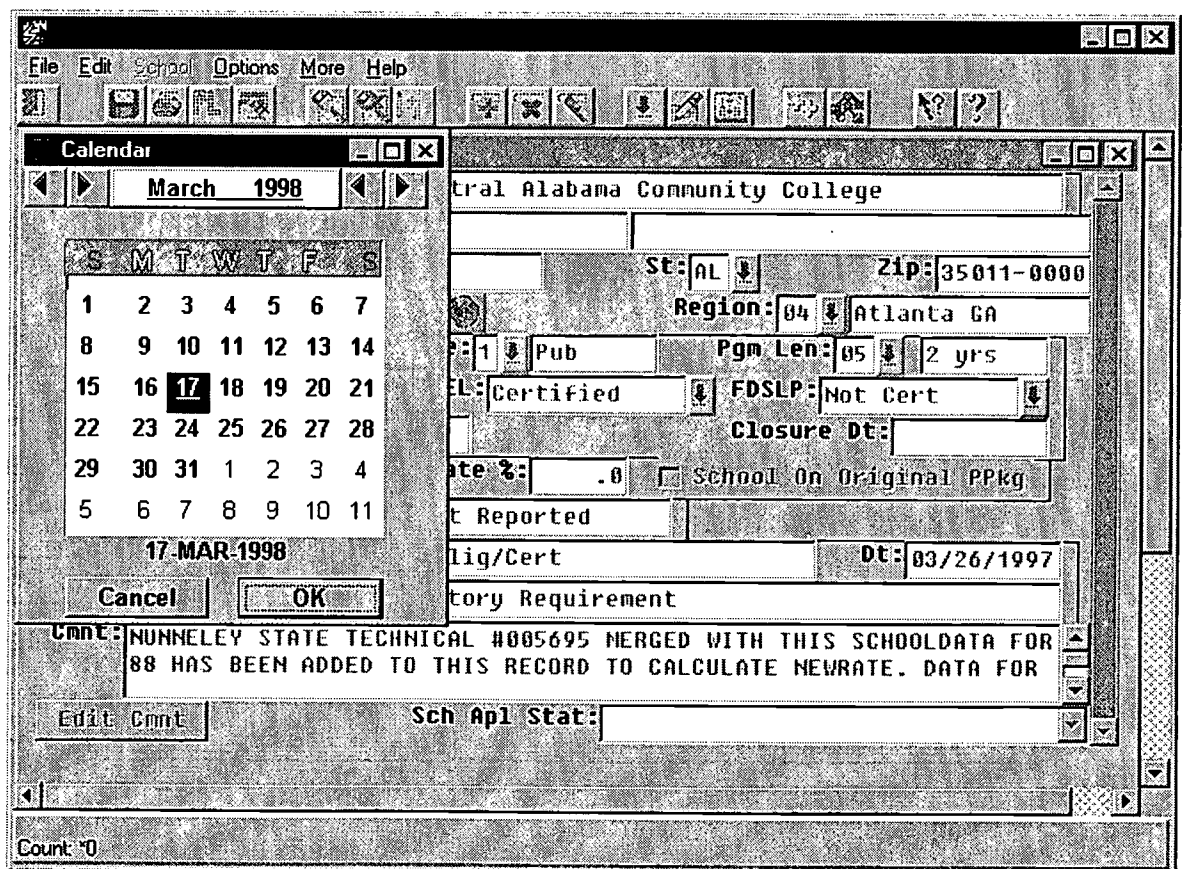 File Edit School Options More Help
Calendar
March 1998
S M T W T F S
1 2 3 4 5 6 7
8 9 10 11 12 13 14
15 16 17 18 19 20 21
22 23 24 25 26 27 28
29 30 31 1 2 3 4
5 6 7 8 9 10 11
17-MAR-1998
Cancel OK
tral Alabama Community College
St: AL Zip: 35011-0000
Region: 04 Atlanta GA
e: 1 Pub Pgm Len: 05 2 yrs
EL: Certified FDSLP: Not Cert
Closure Dt:
ate %: .0 School On Original PPkg
t Reported
lig/Cert Dt: 03/26/1997
tory Requirement
Cmnt: NUNNELEY STATE TECHNICAL #005695 MERGED WITH THIS SCHOOLDATA FOR
88 HAS BEEN ADDED TO THIS RECORD TO CALCULATE NEWRATE. DATA FOR
Edit Cmnt Sch Apl Stat:
Count: *0